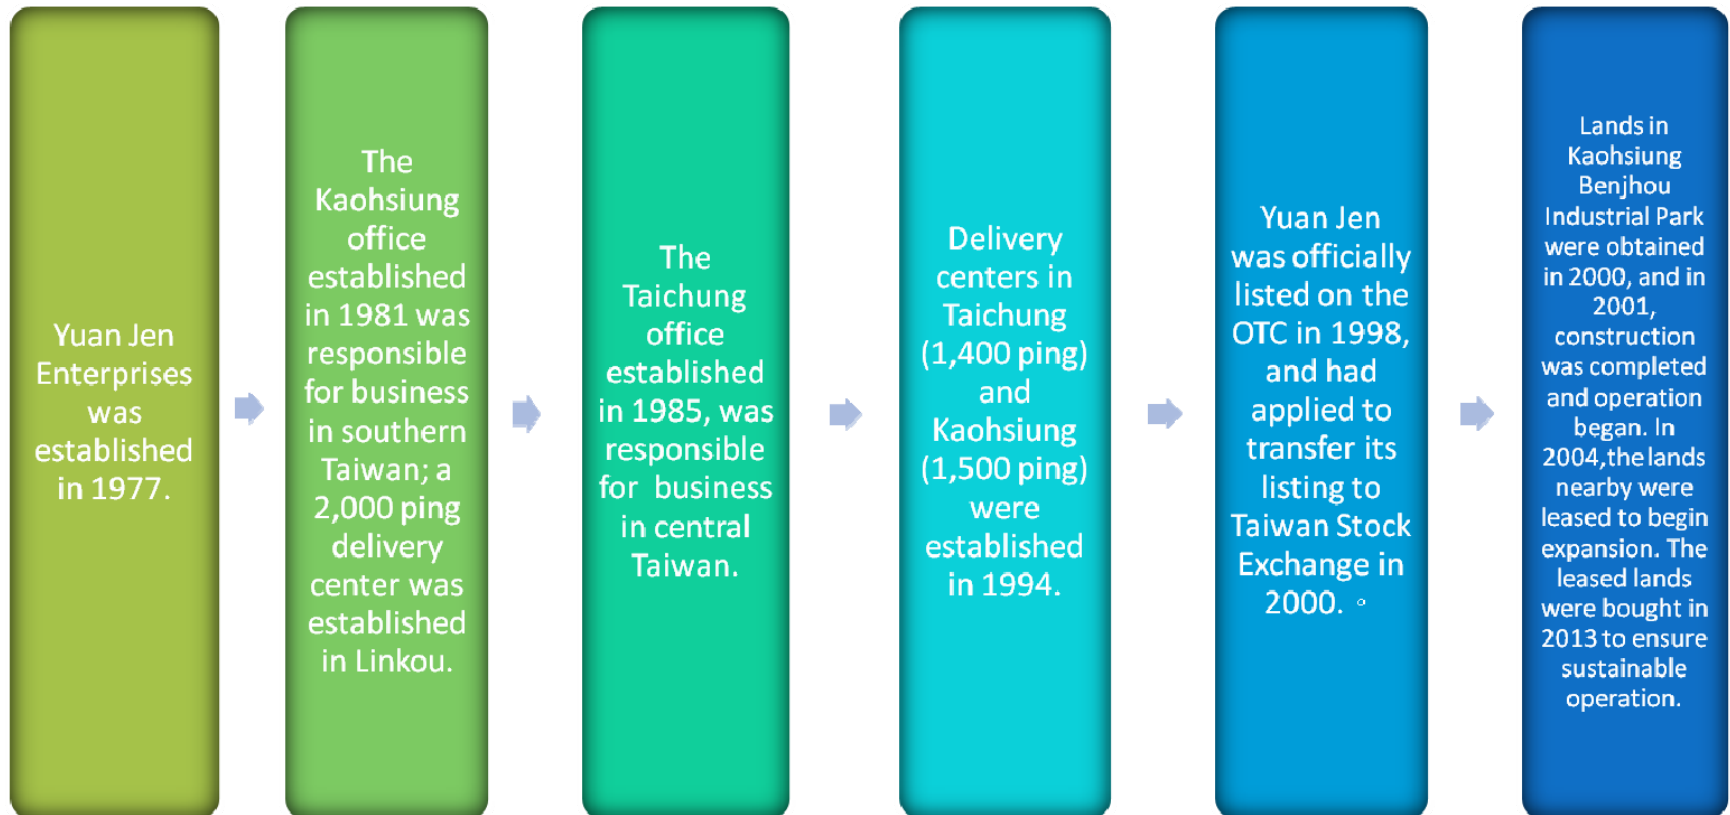 Yuan Jen
Enterprises
was
established
in 1977.
The
Kaohsiung
office
established
in 1981 was
responsible
for business
in southern
Taiwan; a
2,000 ping
delivery
center was
established
in Linkou.
The
Taichung
office
established
in 1985, was
responsible
for business
in central
Taiwan.
Delivery
centers in
Taichung
(1,400 ping)
and
Kaohsiung
(1,500 ping)
were
established
in 1994.
Yuan Jen
was officially
listed on the
OTC in 1998,
and had
applied to
transfer its
listing to
Taiwan Stock
Exchange in
2000. 。
Lands in
Kaohsiung
Benjhou
Industrial Park
were obtained
in 2000, and in
2001,
construction
was completed
and operation
began. In
2004,the lands
nearby were
leased to begin
expansion. The
leased lands
were bought in
2013 to ensure
sustainable
operation.